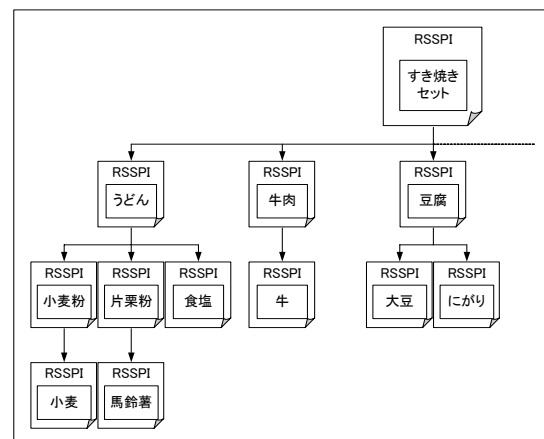 RSSPI
すき焼き
セット
RSSPI
うどん
RSSPI
牛肉
RSSPI
豆腐
RSSPI
小麦粉
RSSPI
片栗粉
RSSPI
食塩
RSSPI
牛
RSSPI
大豆
RSSPI
にがり
RSSPI
小麦
RSSPI
馬鈴薯